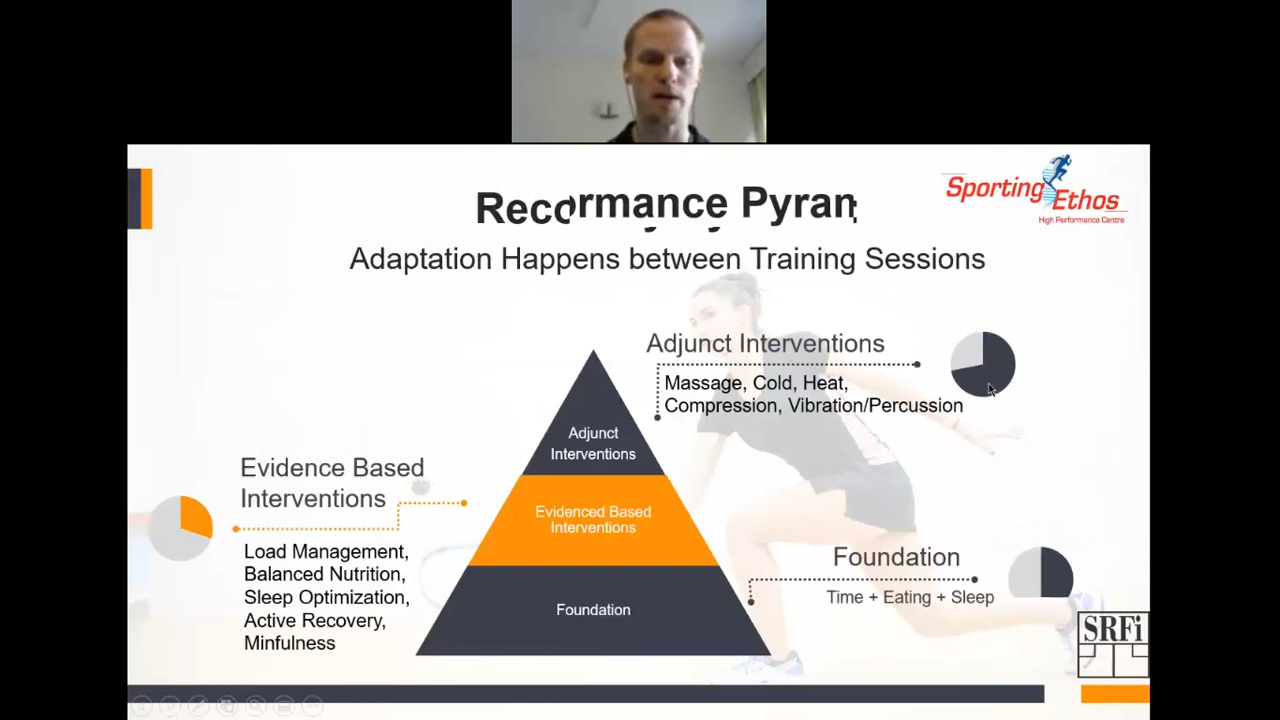 Recormance Pyran
Sporting Ethos
High Performance Centre
Adaptation Happens between Training Sessions
Adjunct Interventions
Massage, Cold, Heat,
Compression, Vibration/Percussion
Adjunct
Interventions
Evidence Based
Interventions
Evidenced Based
Interventions
Load Management,
Balanced Nutrition,
Sleep Optimization,
Active Recovery,
Minfulness
Foundation
Time + Eating + Sleep
Foundation
SRFi